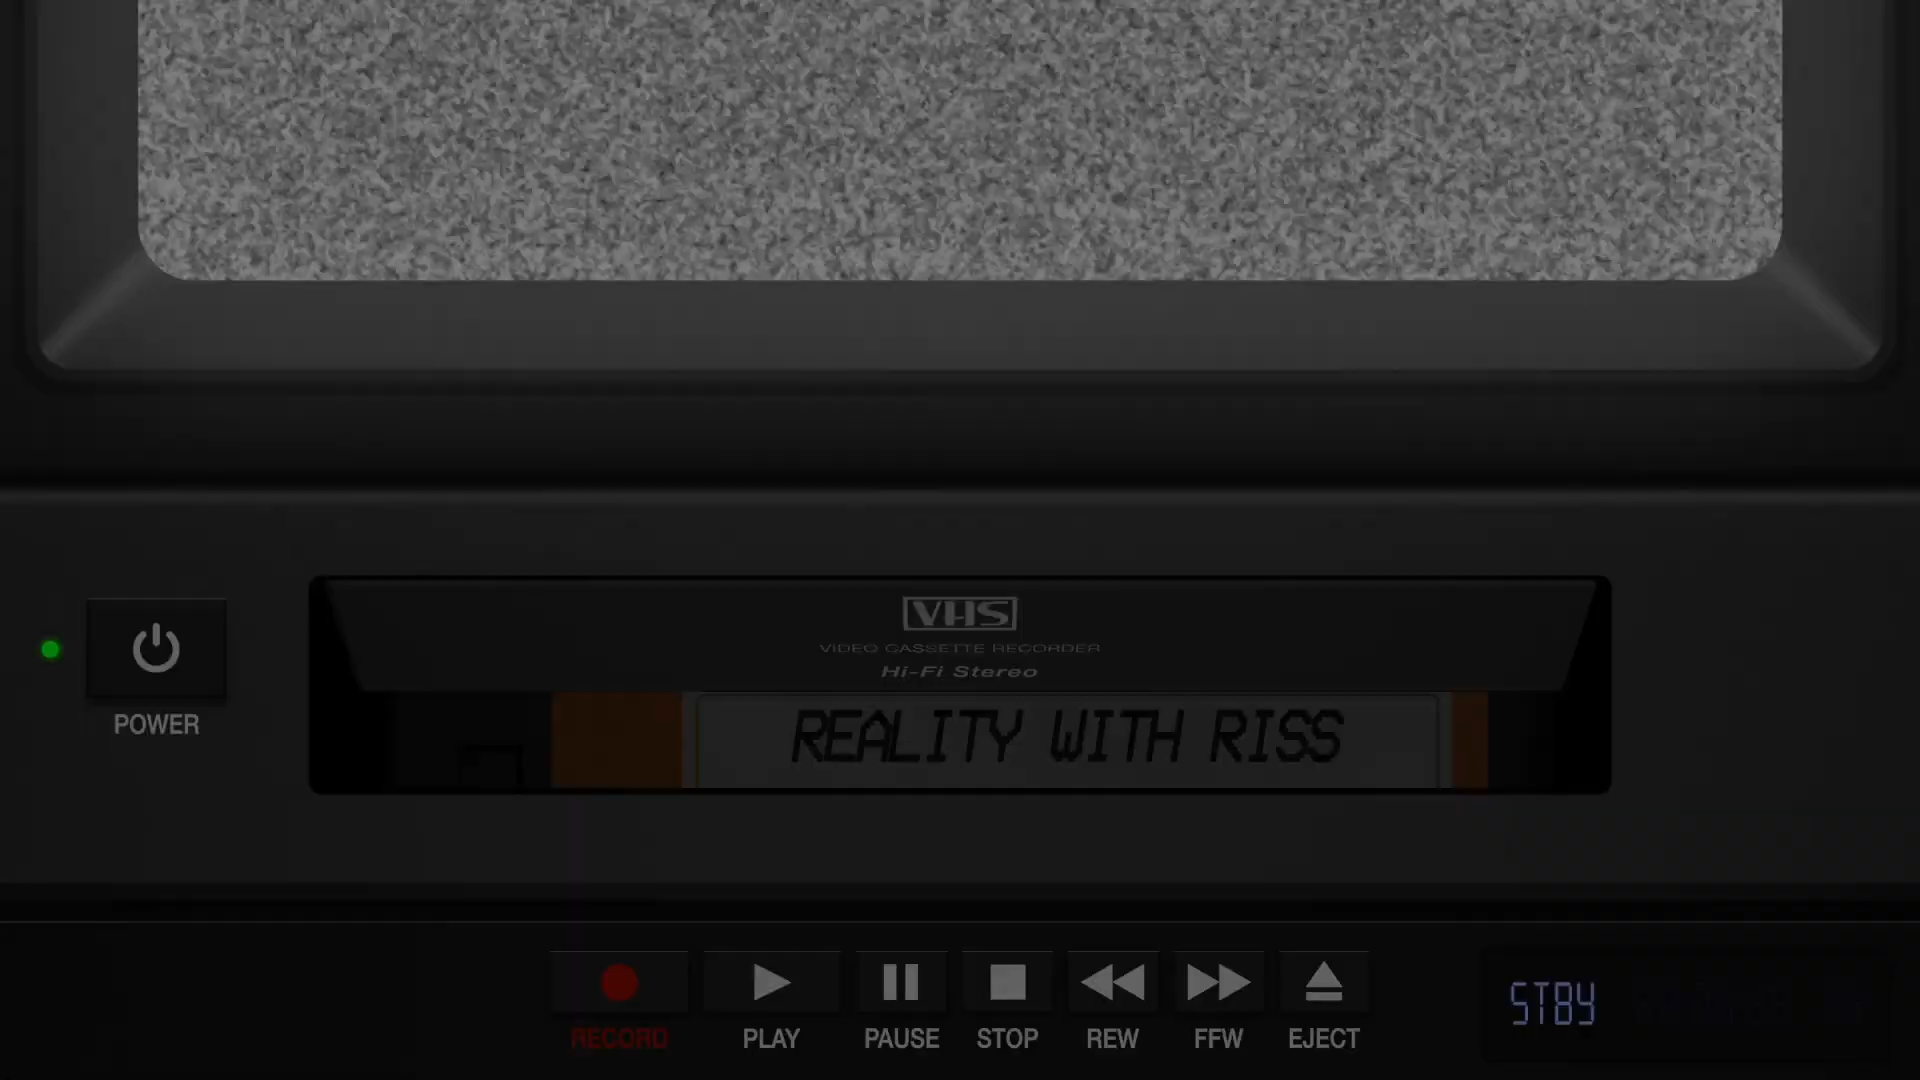 VHS
VIDEO CASSETTE RECORDER
Hi-Fi Stereo
POWER
REALITY WITH RISS
RECORD PLAY PAUSE STOP REW FFW EJECT
STBY